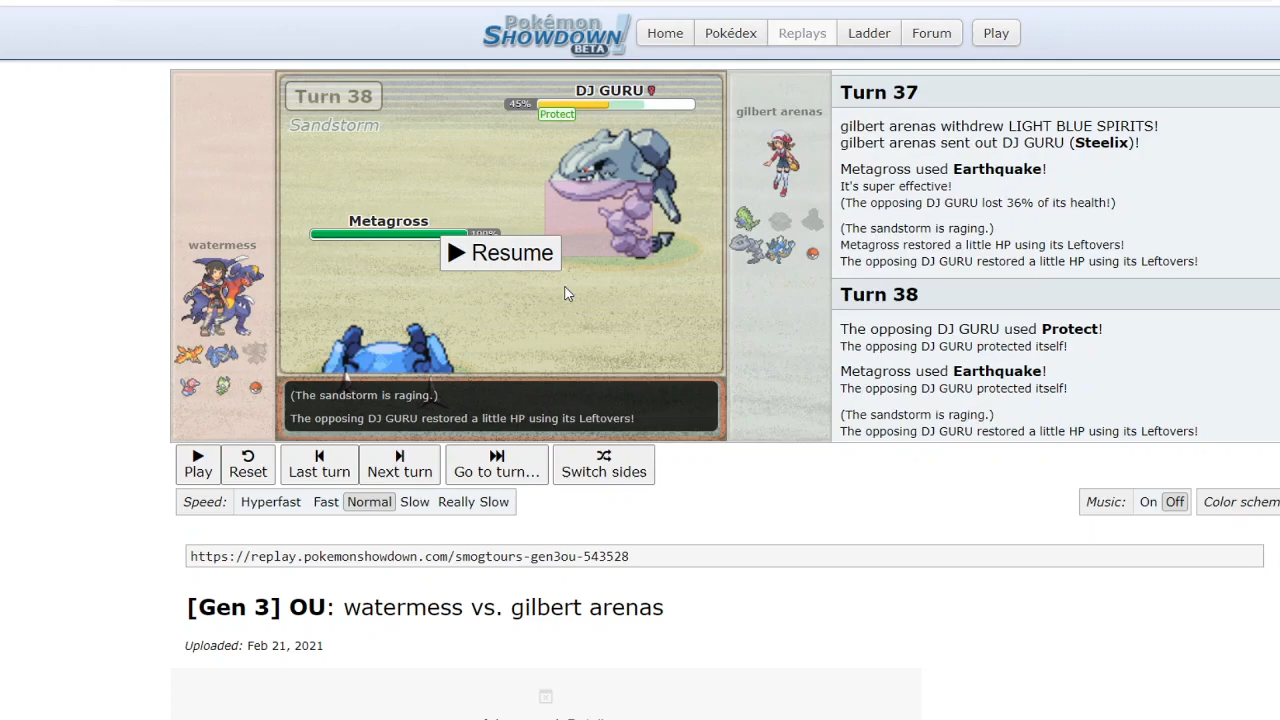 Pokémon
SHOWDOWN!
BETA
Home
Pokédex
Replays
Ladder
Forum
Play
Turn 38
Sandstorm
DJ GURU
45%
Protect
Metagross
100%
Resume
watermess
gilbert arenas
(The sandstorm is raging.)
The opposing DJ GURU restored a little HP using its Leftovers!
Turn 37
gilbert arenas withdrew LIGHT BLUE SPIRITS!
gilbert arenas sent out DJ GURU (Steelix)!
Metagross used Earthquake!
It's super effective!
(The opposing DJ GURU lost 36% of its health!)
(The sandstorm is raging.)
Metagross restored a little HP using its Leftovers!
The opposing DJ GURU restored a little HP using its Leftovers!
Turn 38
The opposing DJ GURU used Protect!
The opposing DJ GURU protected itself!
Metagross used Earthquake!
The opposing DJ GURU protected itself!
(The sandstorm is raging.)
The opposing DJ GURU restored a little HP using its Leftovers!
Play
Reset
Last turn
Next turn
Go to turn...
Switch sides
Speed: Hyperfast Fast Normal Slow Really Slow
Music: On Off
Color schem
https://replay.pokemonshowdown.com/smogtours-gen3ou-543528
[Gen 3] OU: watermess vs. gilbert arenas
Uploaded: Feb 21, 2021